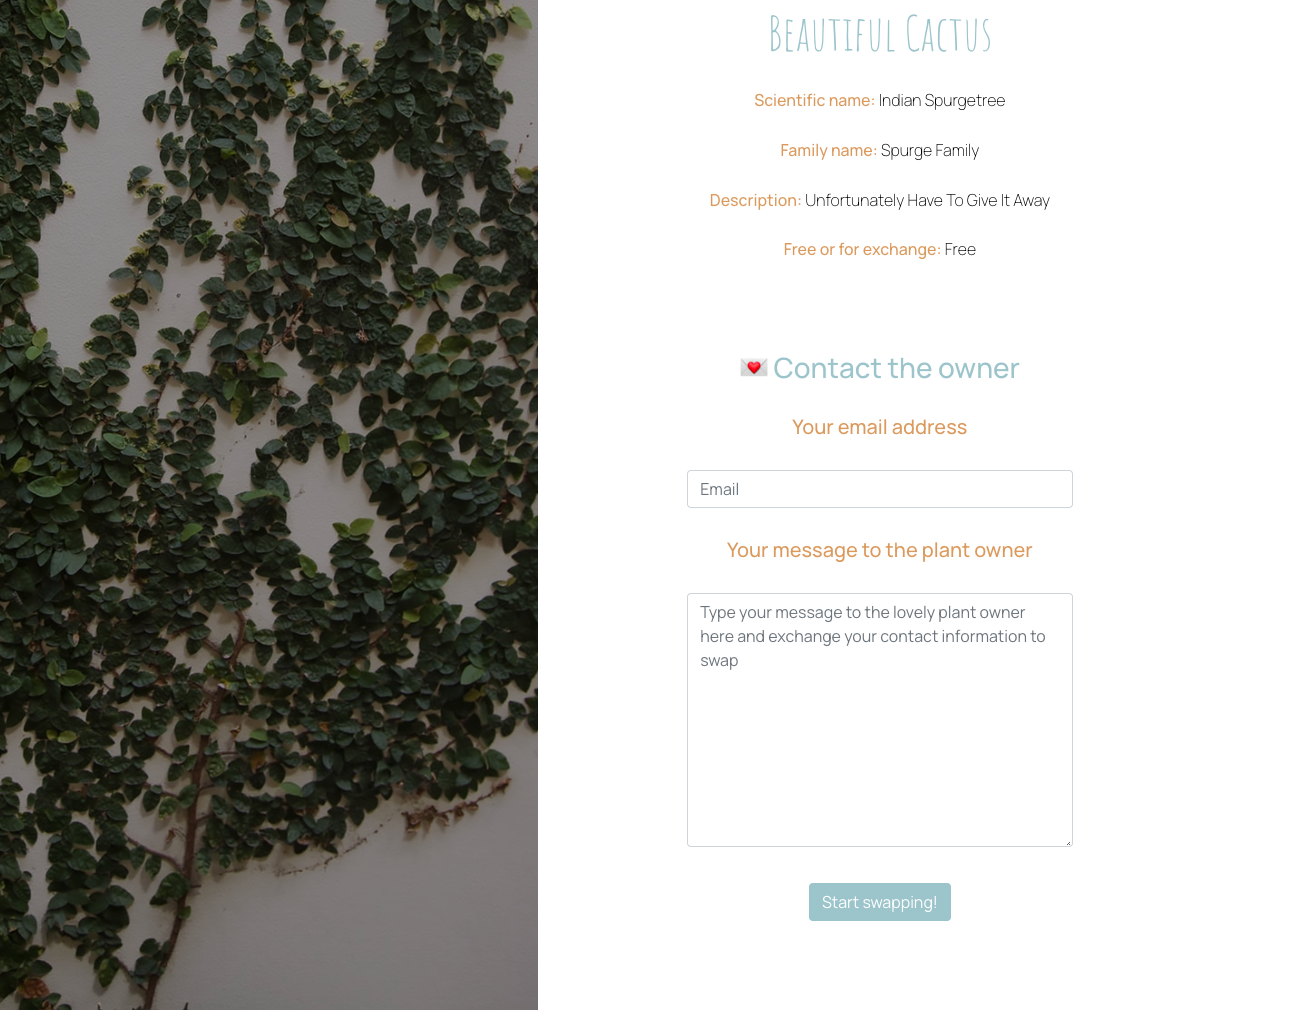 Beautiful Cactus
Scientific name: Indian Spurgetree
Family name: Spurge Family
Description: Unfortunately Have To Give It Away
Free or for exchange: Free
💌 Contact the owner
Your email address
Email
Your message to the plant owner
Type your message to the lovely plant owner
here and exchange your contact information to
swap
Start swapping!